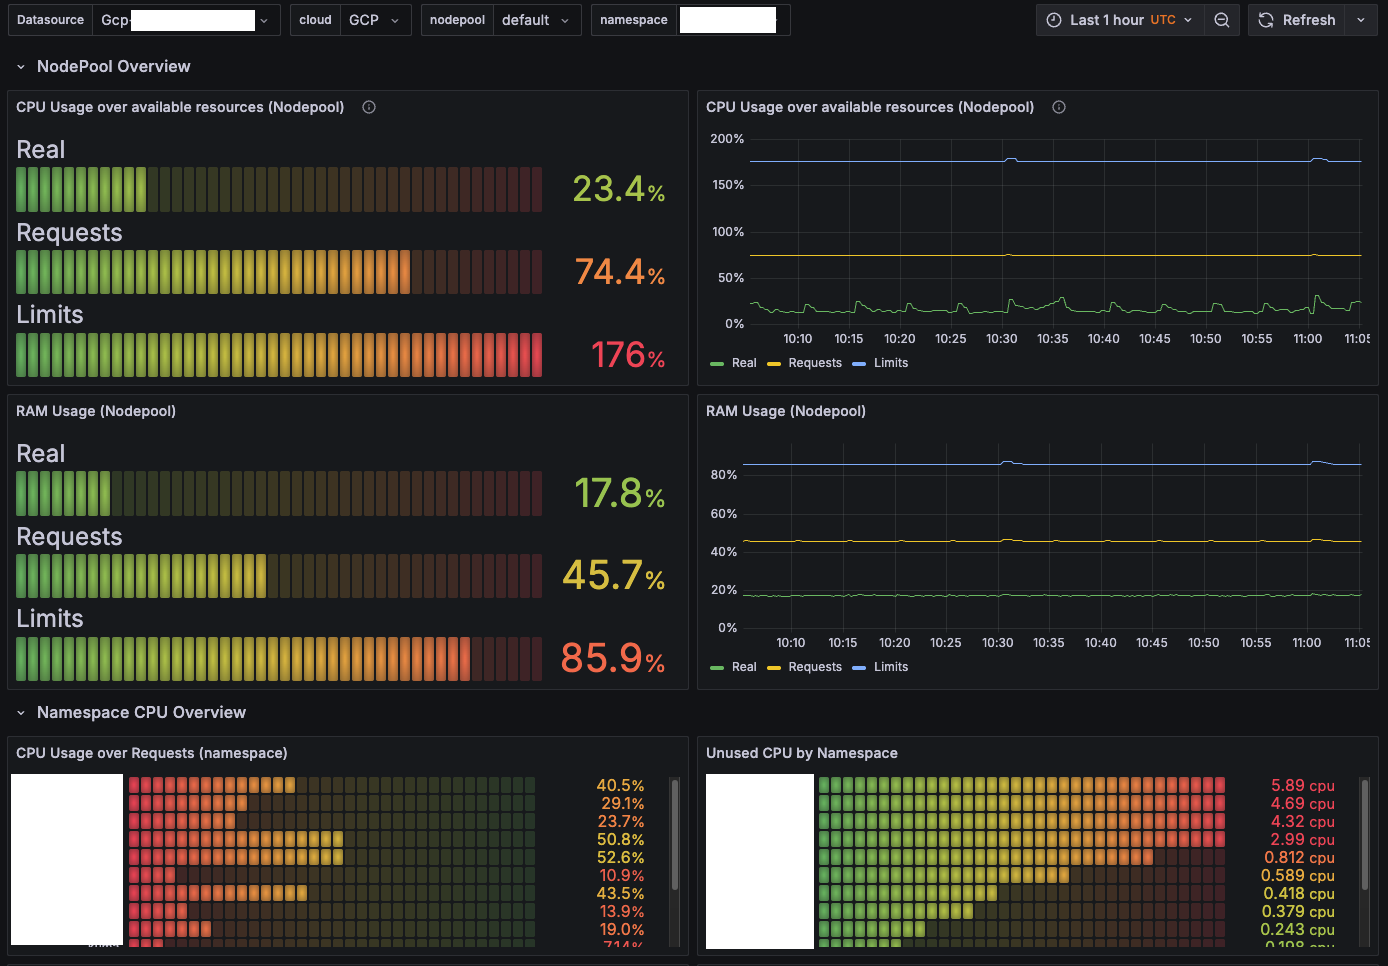 Datasource Gcp- cloud GCP nodepool default namespace Last 1 hour UTC Refresh
NodePool Overview
CPU Usage over available resources (Nodepool)
Real
23.4%
Requests
74.4%
Limits
176%
CPU Usage over available resources (Nodepool)
200%
150%
100%
50%
0%
10:10 10:15 10:20 10:25 10:30 10:35 10:40 10:45 10:50 10:55 11:00 11:05
Real Requests Limits
RAM Usage (Nodepool)
Real
17.8%
Requests
45.7%
Limits
85.9%
RAM Usage (Nodepool)
80%
60%
40%
20%
0%
10:10 10:15 10:20 10:25 10:30 10:35 10:40 10:45 10:50 10:55 11:00 11:05
Real Requests Limits
Namespace CPU Overview
CPU Usage over Requests (namespace)
40.5%
29.1%
23.7%
50.8%
52.6%
10.9%
43.5%
13.9%
19.0%
7.14%
Unused CPU by Namespace
5.89 cpu
4.69 cpu
4.32 cpu
2.99 cpu
0.812 cpu
0.589 cpu
0.418 cpu
0.379 cpu
0.243 cpu
0.198 cpu